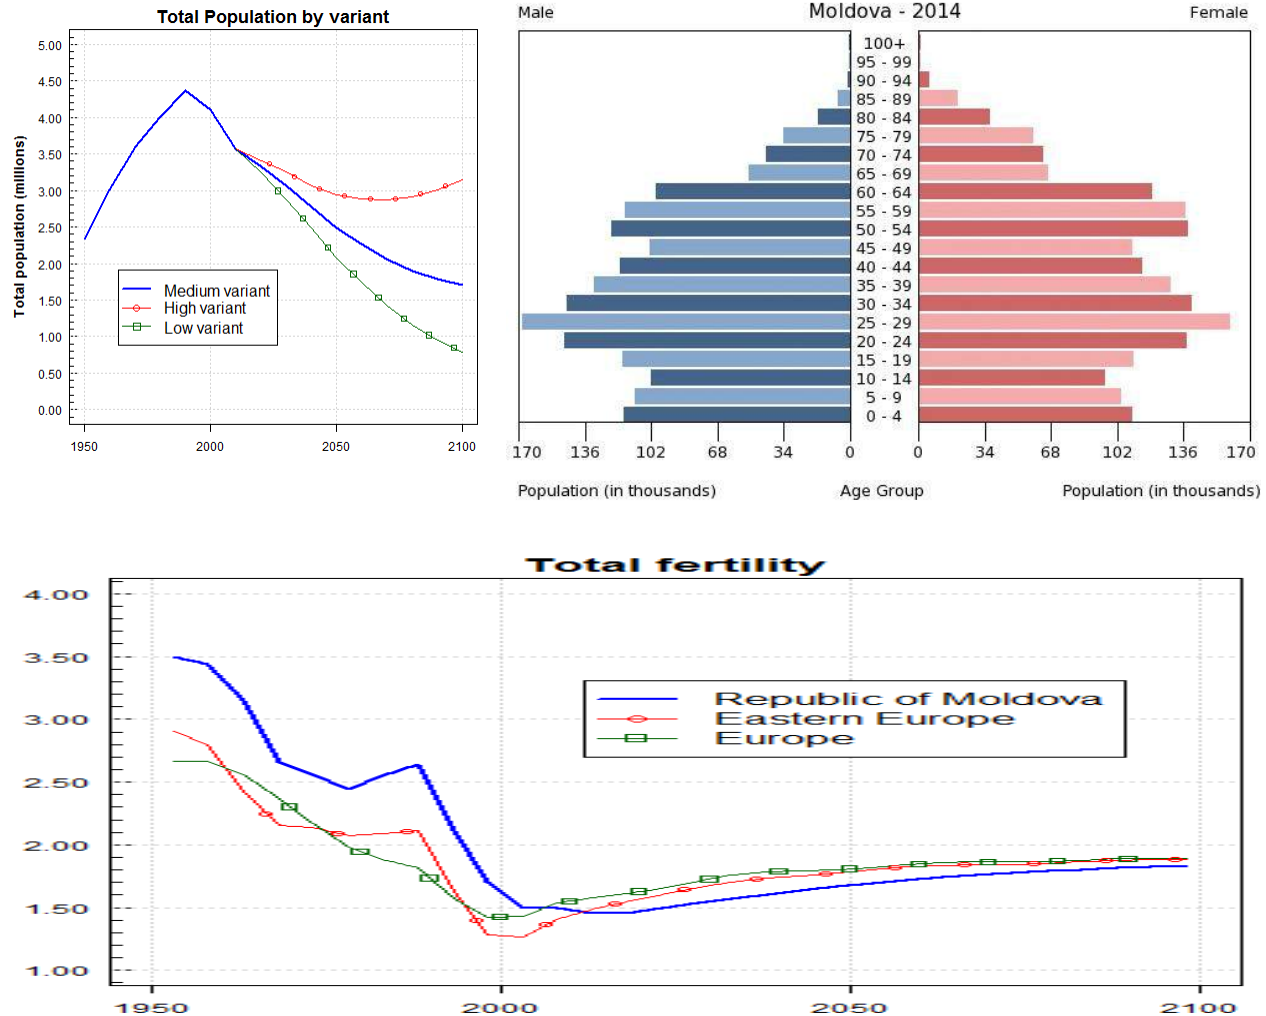 Total Population by variant
Total population (millions)
5.00
4.50
4.00
3.50
3.00
2.50
2.00
1.50
1.00
0.50
0.00
Medium variant
High variant
Low variant
1950 2000 2050 2100
Male Moldova - 2014 Female
100+
95 - 99
90 - 94
85 - 89
80 - 84
75 - 79
70 - 74
65 - 69
60 - 64
55 - 59
50 - 54
45 - 49
40 - 44
35 - 39
30 - 34
25 - 29
20 - 24
15 - 19
10 - 14
5 - 9
0 - 4
170 136 102 68 34 0 0 34 68 102 136 170
Population (in thousands) Age Group Population (in thousands)
Total fertility
4.00
3.50
3.00
2.50
2.00
1.50
1.00
Republic of Moldova
Eastern Europe
Europe
1950 2000 2050 2100